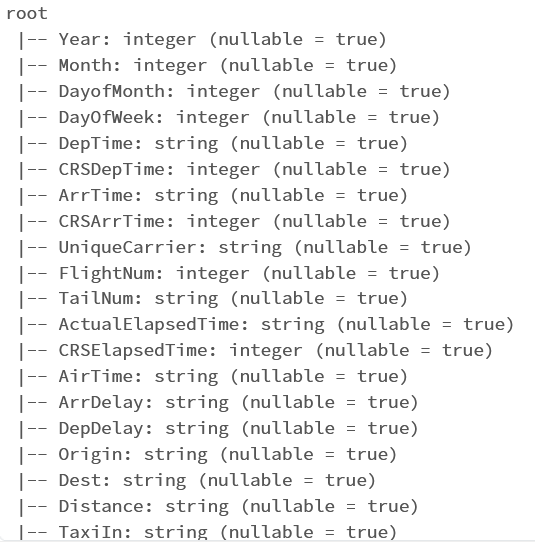 root
 |-- Year: integer (nullable = true)
 |-- Month: integer (nullable = true)
 |-- DayofMonth: integer (nullable = true)
 |-- DayOfWeek: integer (nullable = true)
 |-- DepTime: string (nullable = true)
 |-- CRSDepTime: integer (nullable = true)
 |-- ArrTime: string (nullable = true)
 |-- CRSArrTime: integer (nullable = true)
 |-- UniqueCarrier: string (nullable = true)
 |-- FlightNum: integer (nullable = true)
 |-- TailNum: string (nullable = true)
 |-- ActualElapsedTime: string (nullable = true)
 |-- CRSElapsedTime: integer (nullable = true)
 |-- AirTime: string (nullable = true)
 |-- ArrDelay: string (nullable = true)
 |-- DepDelay: string (nullable = true)
 |-- Origin: string (nullable = true)
 |-- Dest: string (nullable = true)
 |-- Distance: string (nullable = true)
 |-- TaxiIn: string (nullable = true)